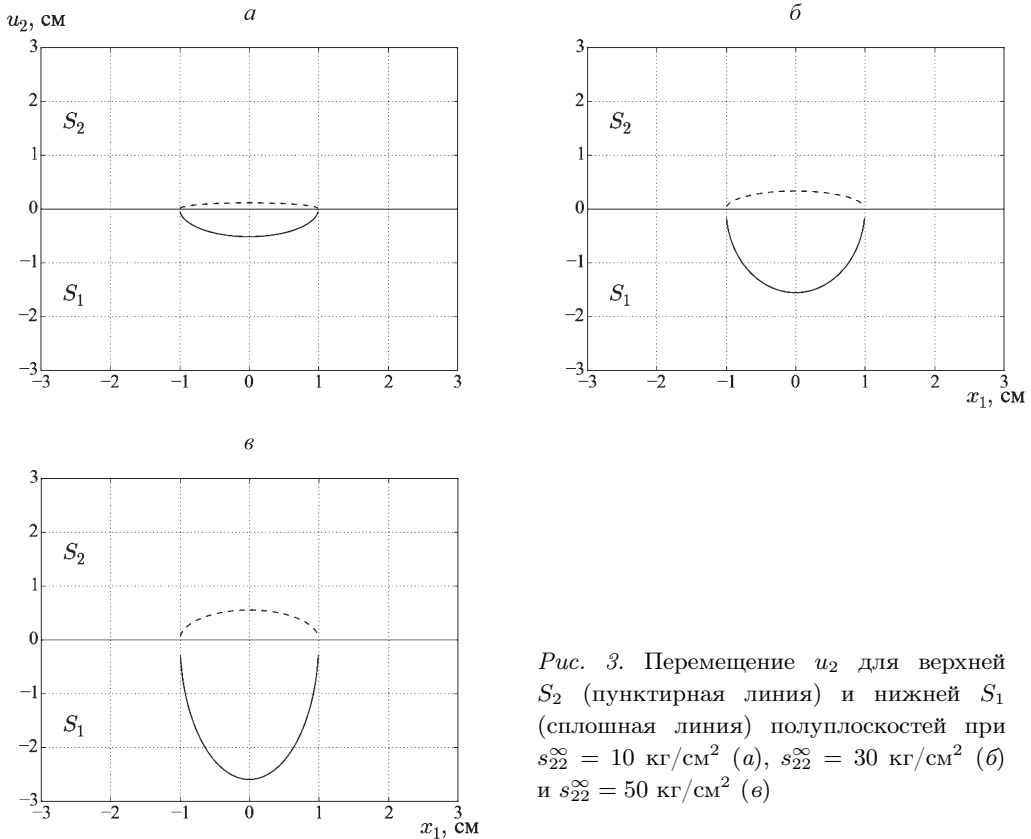 а
б
u₂, см
3
2
S₂
1
0
−1
S₁
−2
−3
−3 −2 −1 0 1 2 3
3
2
S₂
1
0
−1
S₁
−2
−3
−3 −2 −1 0 1 2 3
x₁, см
в
3
2
S₂
1
0
−1
S₁
−2
−3
−3 −2 −1 0 1 2 3
x₁, см
Рис. 3. Перемещение u₂ для верхней
S₂ (пунктирная линия) и нижней S₁
(сплошная линия) полуплоскостей при
s₂₂^∞ = 10 кг/см² (а), s₂₂^∞ = 30 кг/см² (б)
и s₂₂^∞ = 50 кг/см² (в)